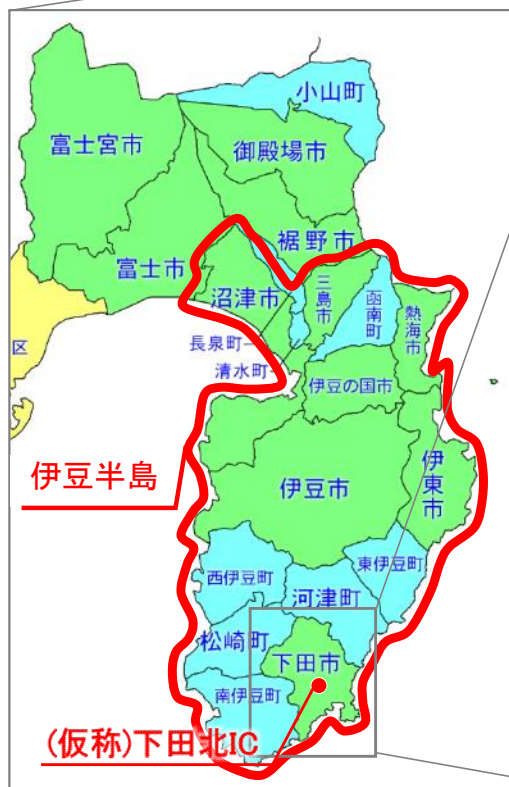 小山町
富士宮市
御殿場市
裾野市
富士市
沼津市
三島市
函南町
熱海市
長泉町
清水町
区
伊豆の国市
伊豆半島
伊豆市
伊東市
西伊豆町
東伊豆町
河津町
松崎町
下田市
南伊豆町
(仮称)下田北IC